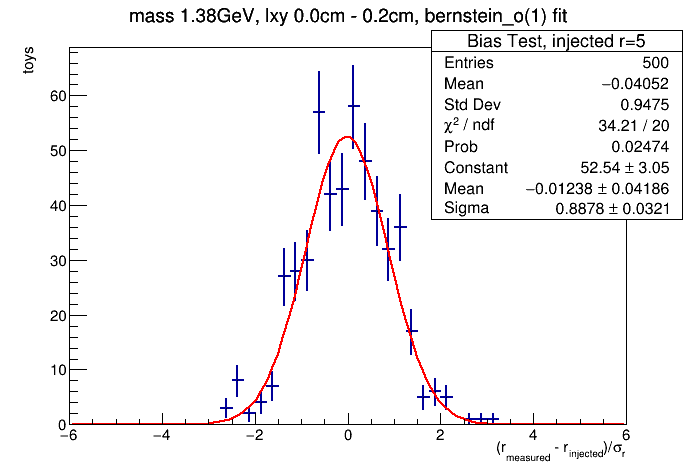 mass 1.38GeV, lxy 0.0cm - 0.2cm, bernstein_o(1) fit
toys
Bias Test, injected r=5
Entries 500
Mean −0.04052
Std Dev 0.9475
χ² / ndf 34.21 / 20
Prob 0.02474
Constant 52.54 ± 3.05
Mean −0.01238 ± 0.04186
Sigma 0.8878 ± 0.0321
60
50
40
30
20
10
0
−6 −4 −2 0 2 4 6
(r_measured - r_injected)/σ_r